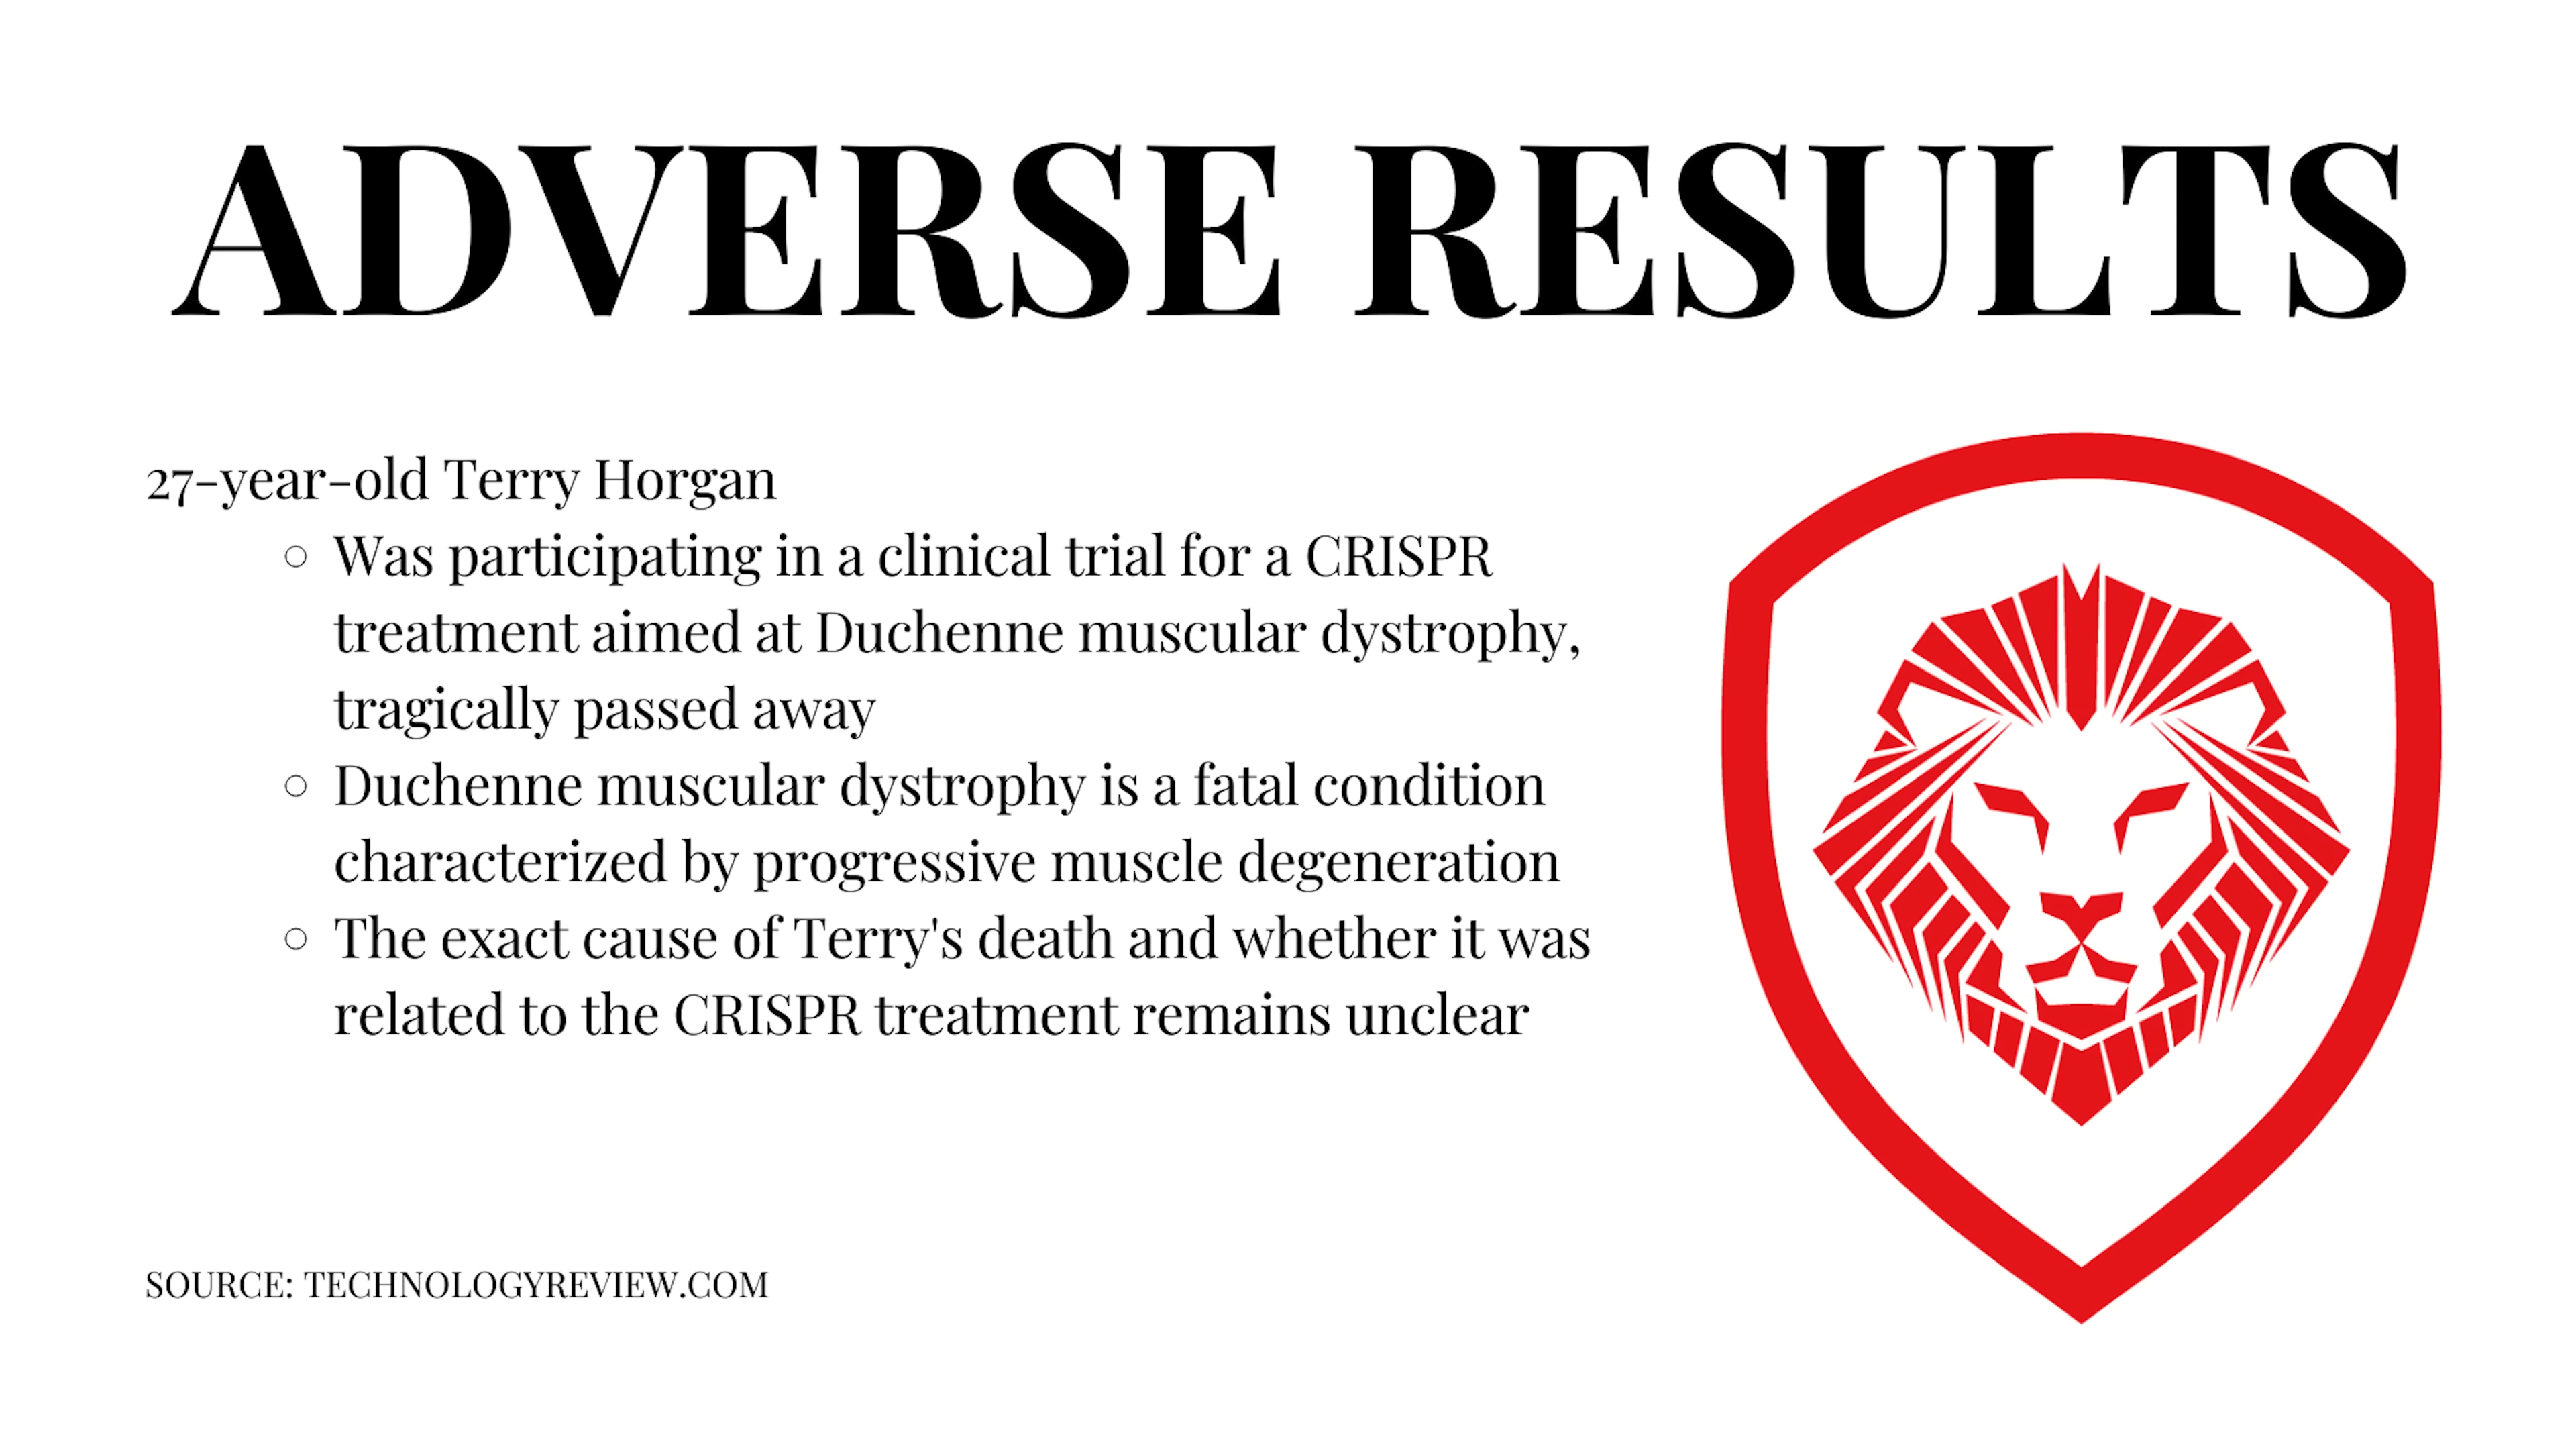 ADVERSE RESULTS
27-year-old Terry Horgan
○ Was participating in a clinical trial for a CRISPR
treatment aimed at Duchenne muscular dystrophy,
tragically passed away
○ Duchenne muscular dystrophy is a fatal condition
characterized by progressive muscle degeneration
○ The exact cause of Terry's death and whether it was
related to the CRISPR treatment remains unclear
SOURCE: TECHNOLOGYREVIEW.COM